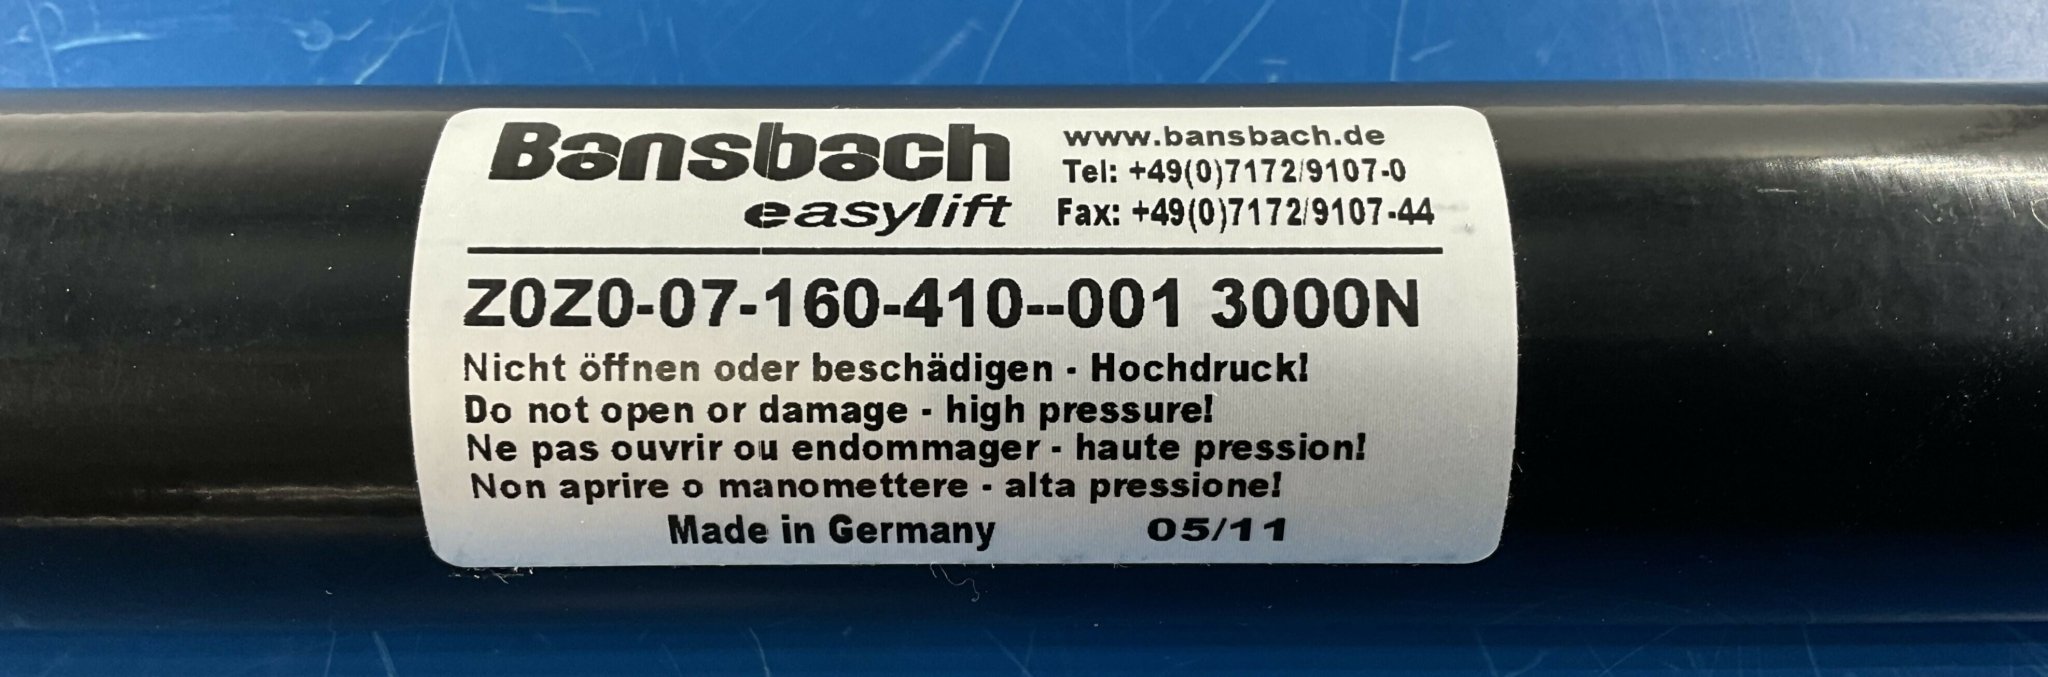 Bansbach
easylift
www.bansbach.de
Tel: +49(0)7172/9107-0
Fax: +49(0)7172/9107-44
Z0Z0-07-160-410--001 3000N
Nicht öffnen oder beschädigen - Hochdruck!
Do not open or damage - high pressure!
Ne pas ouvrir ou endommager - haute pression!
Non aprire o manomettere - alta pressione!
Made in Germany 05/11